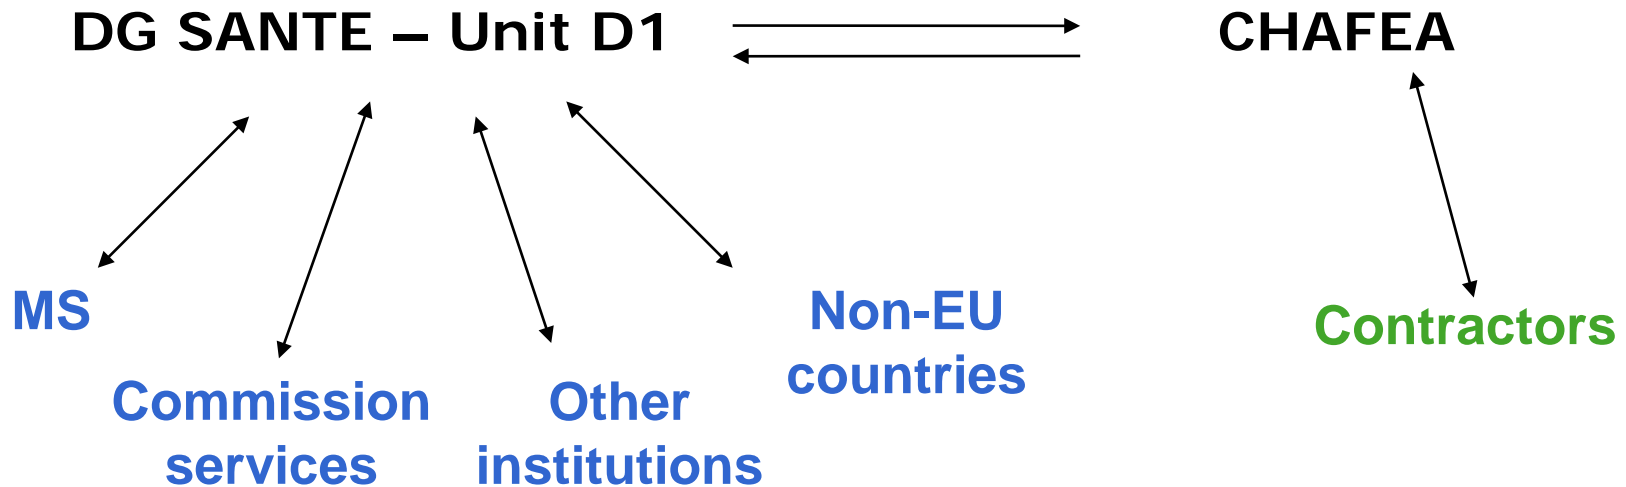 DG SANTE – Unit D1
CHAFEA
MS
Commission
services
Other
institutions
Non-EU
countries
Contractors